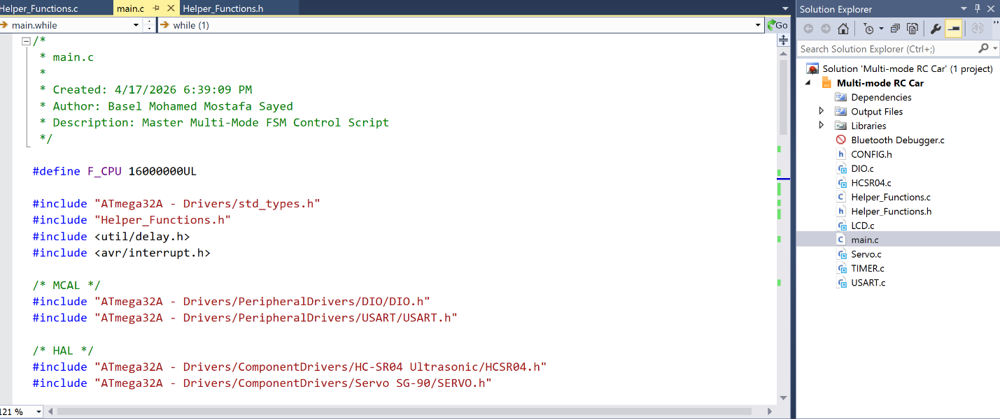 Helper_Functions.c main.c Helper_Functions.h
main.while while (1) Go
/*
* main.c
*
* Created: 4/17/2026 6:39:09 PM
* Author: Basel Mohamed Mostafa Sayed
* Description: Master Multi-Mode FSM Control Script
*/
#define F_CPU 16000000UL
#include "ATmega32A - Drivers/std_types.h"
#include "Helper_Functions.h"
#include <util/delay.h>
#include <avr/interrupt.h>
/* MCAL */
#include "ATmega32A - Drivers/PeripheralDrivers/DIO/DIO.h"
#include "ATmega32A - Drivers/PeripheralDrivers/USART/USART.h"
/* HAL */
#include "ATmega32A - Drivers/ComponentDrivers/HC-SR04 Ultrasonic/HCSR04.h"
#include "ATmega32A - Drivers/ComponentDrivers/Servo SG-90/SERVO.h"
121 %
Solution Explorer
Search Solution Explorer (Ctrl+;)
Solution 'Multi-mode RC Car' (1 project)
Multi-mode RC Car
Dependencies
Output Files
Libraries
Bluetooth Debugger.c
CONFIG.h
DIO.c
HCSR04.c
Helper_Functions.c
Helper_Functions.h
LCD.c
main.c
Servo.c
TIMER.c
USART.c